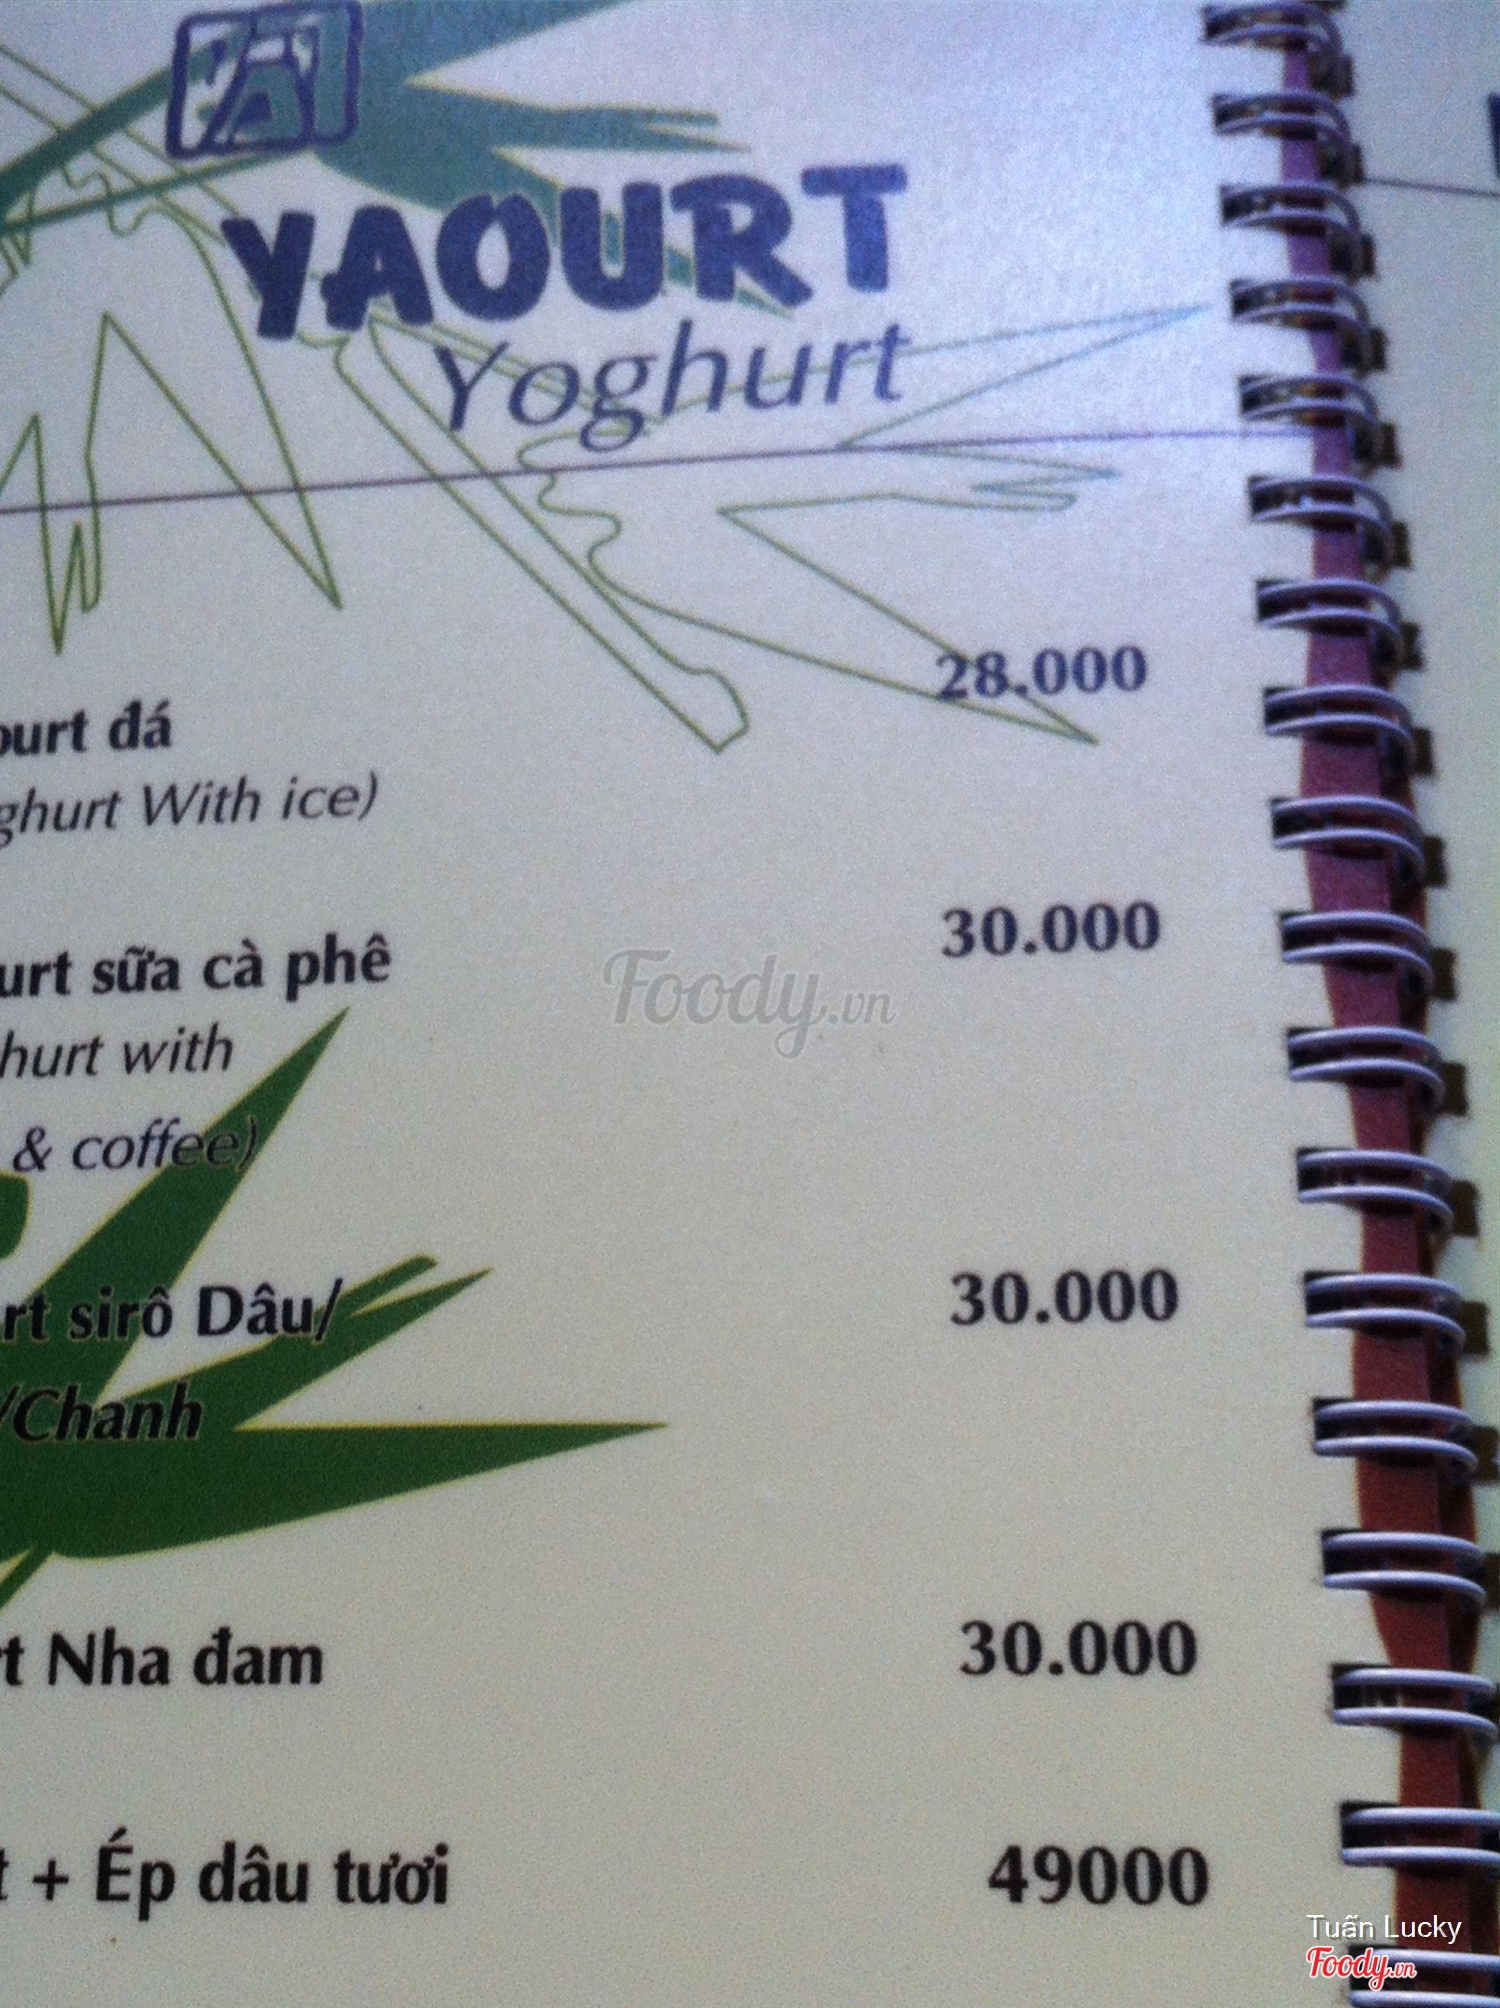 YAOURT
Yoghurt
ourt đá 28.000
ghurt With ice)
urt sữa cà phê 30.000
hurt with
& coffee)
Foody.vn
rt sirô Dâu/ 30.000
/Chanh
t Nha đam 30.000
t + Ép dâu tươi 49000
Tuấn Lucky
Foody.vn